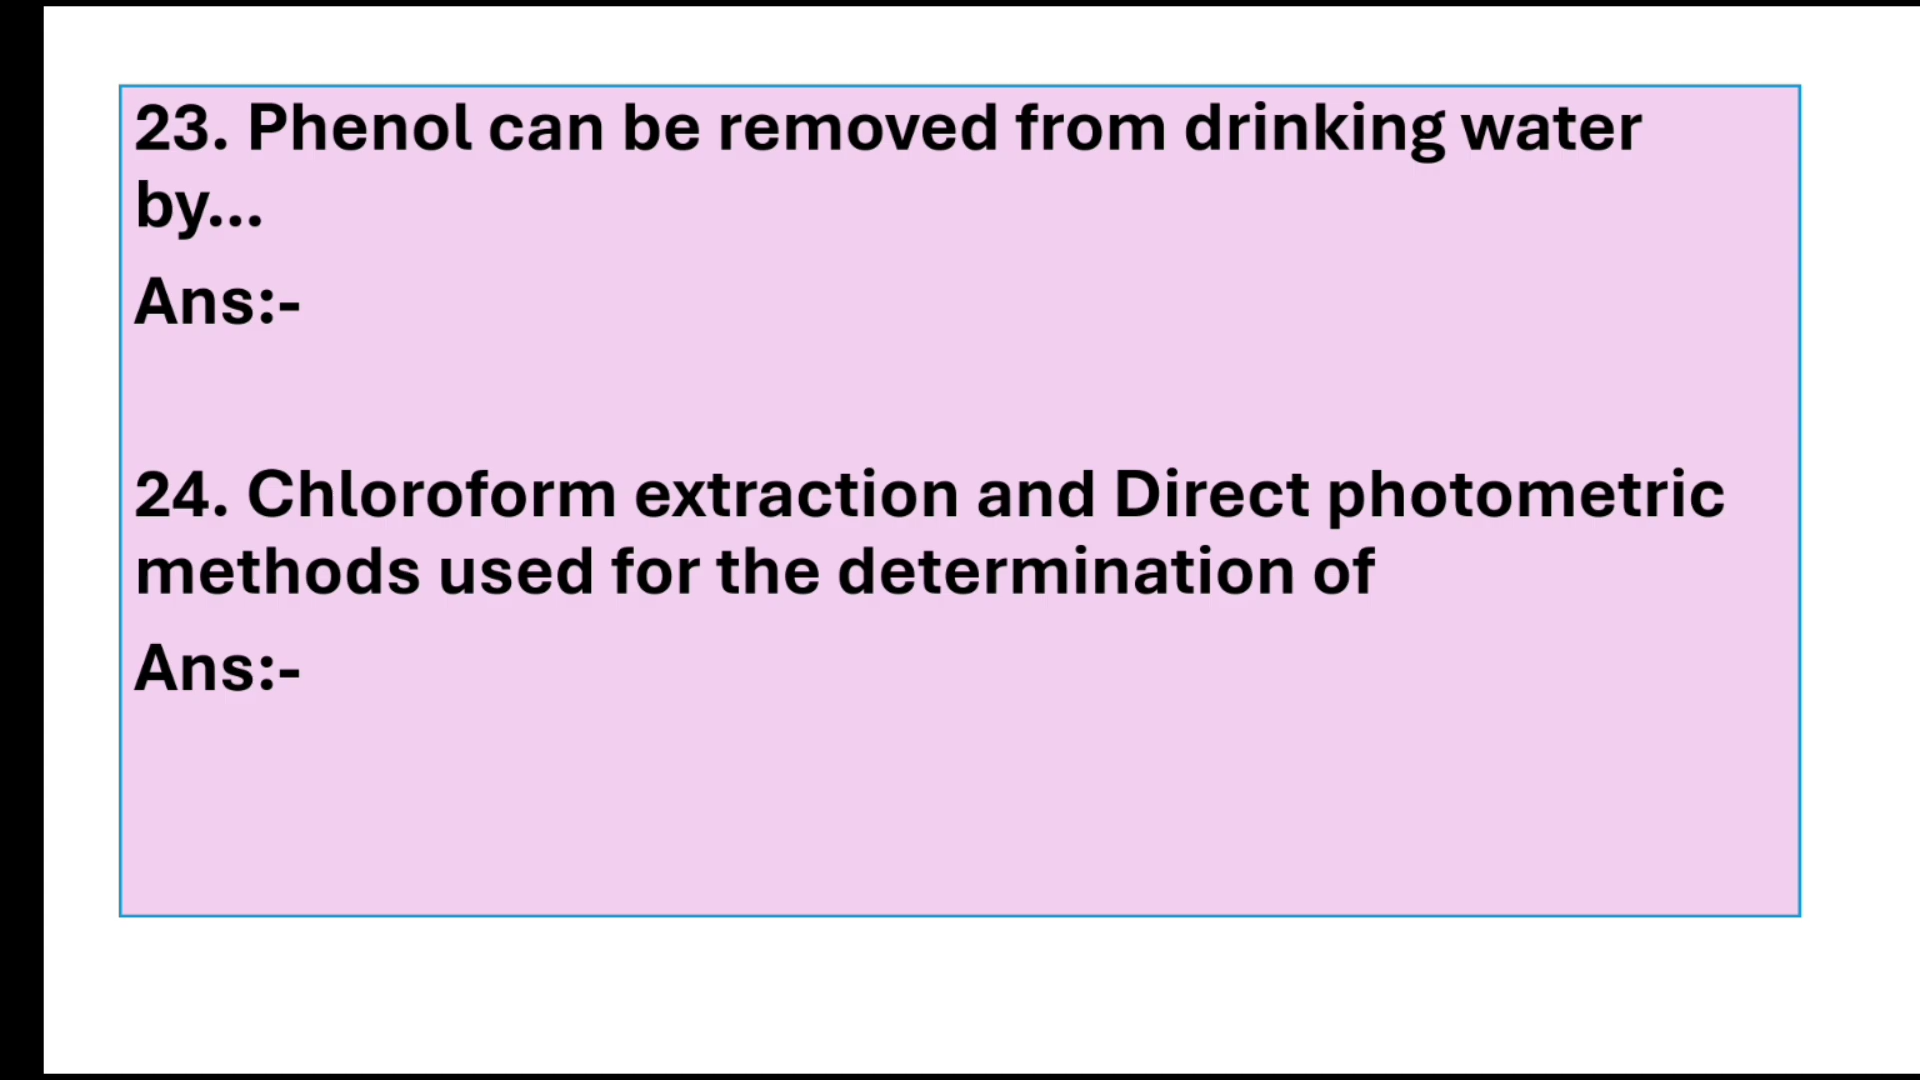 23. Phenol can be removed from drinking water
by...
Ans:-
24. Chloroform extraction and Direct photometric
methods used for the determination of
Ans:-